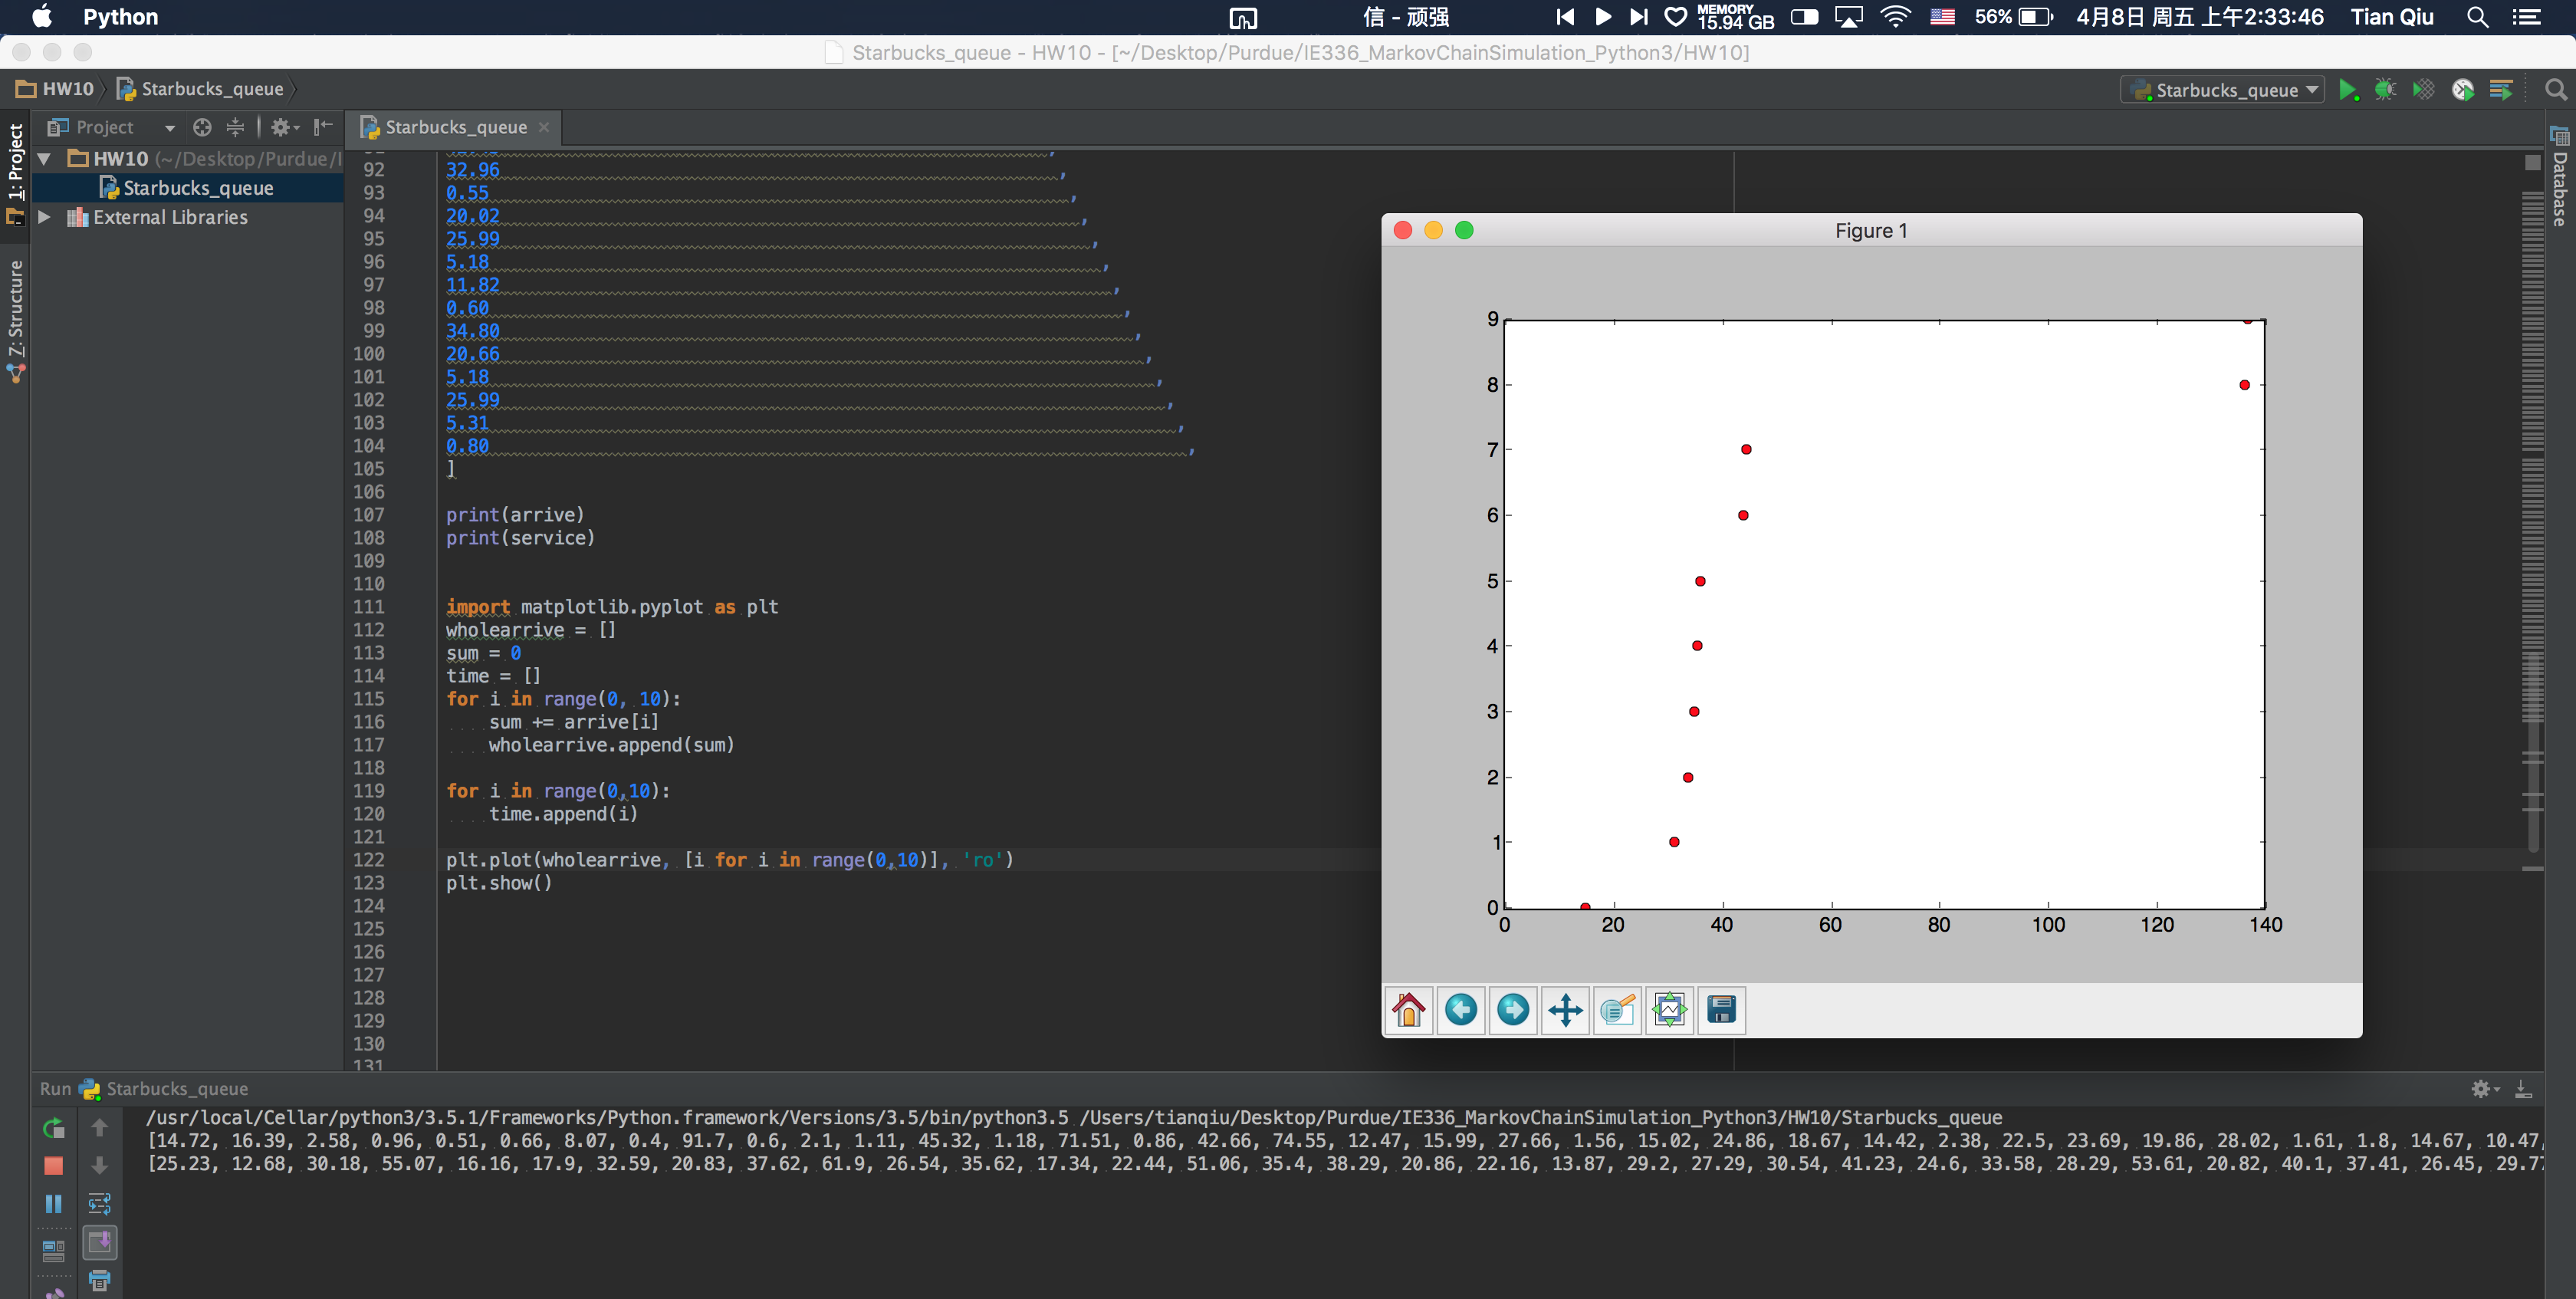 Python
信 - 顽强
MEMORY
15.94 GB
56%
4月8日 周五 上午2:33:46
Tian Qiu
Starbucks_queue - HW10 - [~/Desktop/Purdue/IE336_MarkovChainSimulation_Python3/HW10]
HW10
Starbucks_queue
Starbucks_queue
Project
Starbucks_queue
1: Project
7: Structure
Database
HW10 (~/Desktop/Purdue/I
Starbucks_queue
External Libraries
92 32.96 ,
93 0.55 ,
94 20.02 ,
95 25.99 ,
96 5.18 ,
97 11.82 ,
98 0.60 ,
99 34.80 ,
100 20.66 ,
101 5.18 ,
102 25.99 ,
103 5.31 ,
104 0.80 ,
105 ]
106
107 print(arrive)
108 print(service)
109
110
111 import matplotlib.pyplot as plt
112 wholearrive = []
113 sum = 0
114 time = []
115 for i in range(0, 10):
116 sum += arrive[i]
117 wholearrive.append(sum)
118
119 for i in range(0,10):
120 time.append(i)
121
122 plt.plot(wholearrive, [i for i in range(0,10)], 'ro')
123 plt.show()
124
125
126
127
128
129
130
131
Figure 1
9
8
7
6
5
4
3
2
1
0
0 20 40 60 80 100 120 140
Run Starbucks_queue
/usr/local/Cellar/python3/3.5.1/Frameworks/Python.framework/Versions/3.5/bin/python3.5 /Users/tianqiu/Desktop/Purdue/IE336_MarkovChainSimulation_Python3/HW10/Starbucks_queue
[14.72, 16.39, 2.58, 0.96, 0.51, 0.66, 8.07, 0.4, 91.7, 0.6, 2.1, 1.11, 45.32, 1.18, 71.51, 0.86, 42.66, 74.55, 12.47, 15.99, 27.66, 1.56, 15.02, 24.86, 18.67, 14.42, 2.38, 22.5, 23.69, 19.86, 28.02, 1.61, 1.8, 14.67, 10.47,
[25.23, 12.68, 30.18, 55.07, 16.16, 17.9, 32.59, 20.83, 37.62, 61.9, 26.54, 35.62, 17.34, 22.44, 51.06, 35.4, 38.29, 20.86, 22.16, 13.87, 29.2, 27.29, 30.54, 41.23, 24.6, 33.58, 28.29, 53.61, 20.82, 40.1, 37.41, 26.45, 29.77